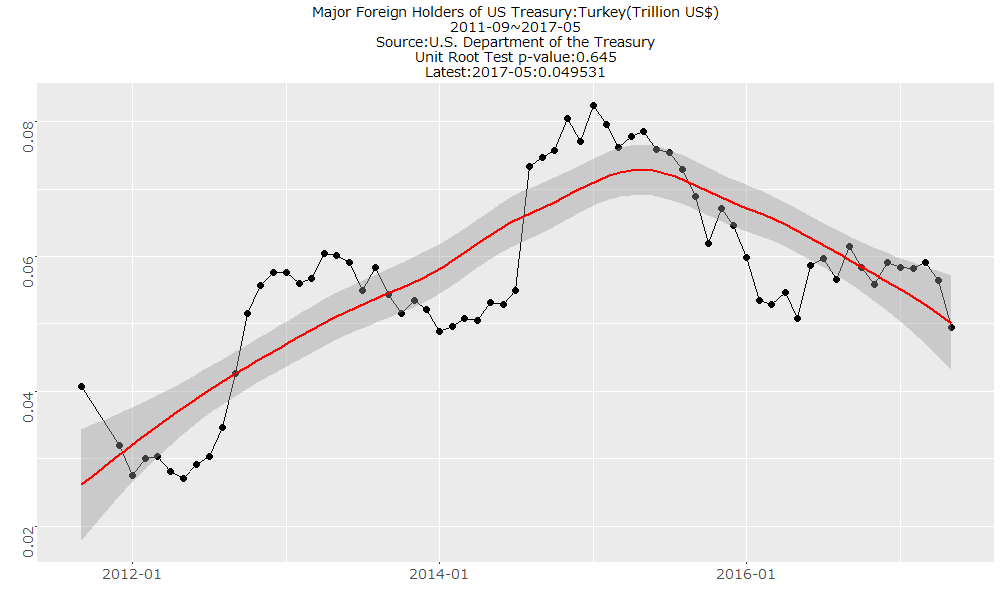 Major Foreign Holders of US Treasury:Turkey(Trillion US$)
2011-09~2017-05
Source:U.S. Department of the Treasury
Unit Root Test p-value:0.645
Latest:2017-05:0.049531
0.08
0.06
0.04
0.02
2012-01
2014-01
2016-01